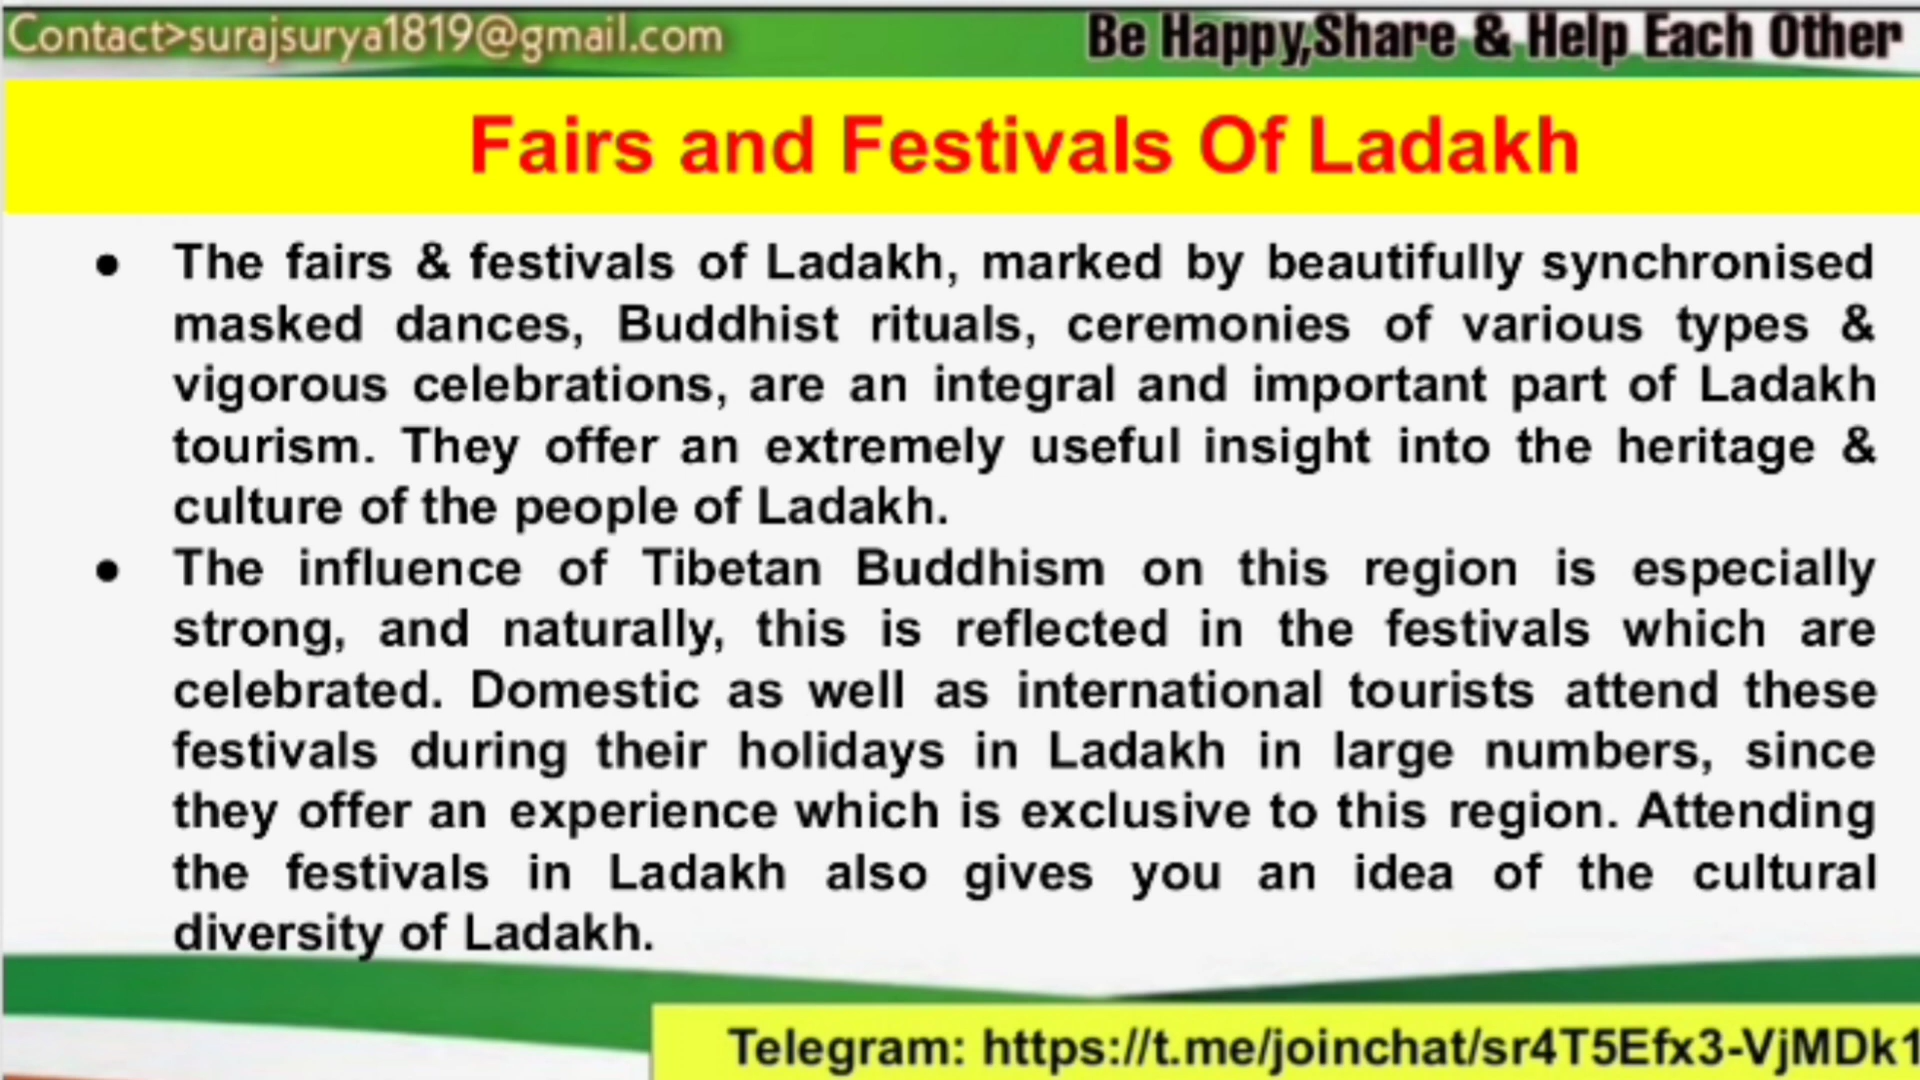 Contact>surajsurya1819@gmail.com
Be Happy,Share & Help Each Other
Fairs and Festivals Of Ladakh
● The fairs & festivals of Ladakh, marked by beautifully synchronised
masked dances, Buddhist rituals, ceremonies of various types &
vigorous celebrations, are an integral and important part of Ladakh
tourism. They offer an extremely useful insight into the heritage &
culture of the people of Ladakh.
● The influence of Tibetan Buddhism on this region is especially
strong, and naturally, this is reflected in the festivals which are
celebrated. Domestic as well as international tourists attend these
festivals during their holidays in Ladakh in large numbers, since
they offer an experience which is exclusive to this region. Attending
the festivals in Ladakh also gives you an idea of the cultural
diversity of Ladakh.
Telegram: https://t.me/joinchat/sr4T5Efx3-VjMDk1